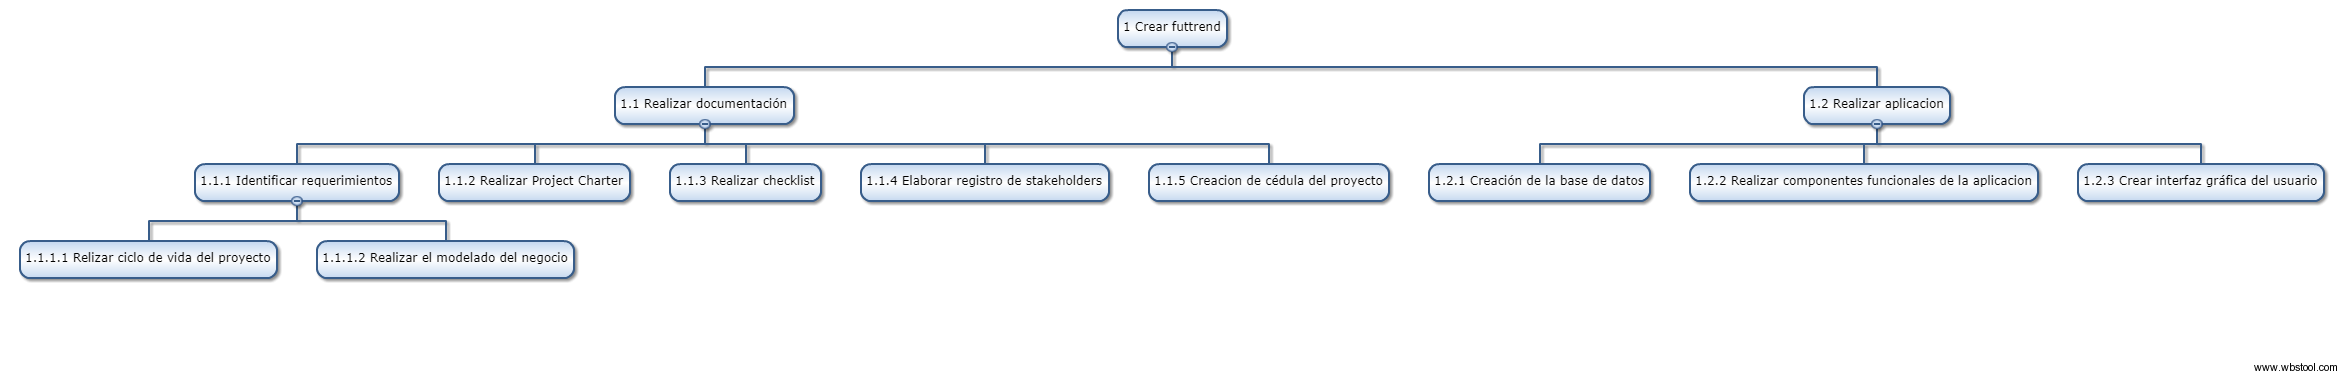 1 Crear futtrend
1.1 Realizar documentación
1.2 Realizar aplicacion
1.1.1 Identificar requerimientos
1.1.2 Realizar Project Charter
1.1.3 Realizar checklist
1.1.4 Elaborar registro de stakeholders
1.1.5 Creacion de cédula del proyecto
1.2.1 Creación de la base de datos
1.2.2 Realizar componentes funcionales de la aplicacion
1.2.3 Crear interfaz gráfica del usuario
1.1.1.1 Relizar ciclo de vida del proyecto
1.1.1.2 Realizar el modelado del negocio
www.wbstool.com